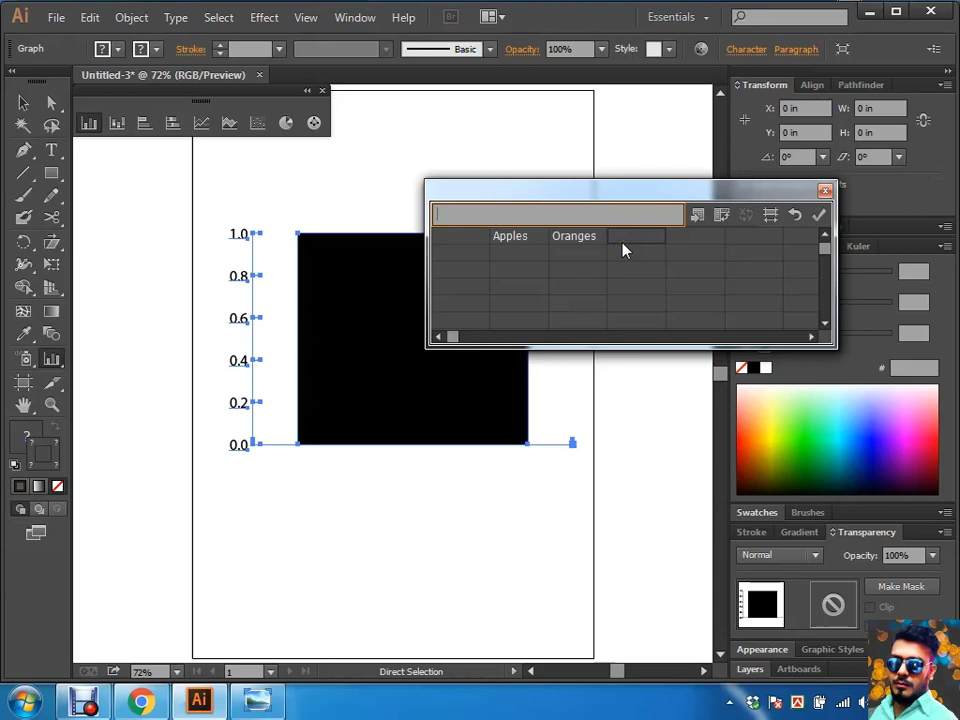 Ai File Edit Object Type Select Effect View Window Help Br Essentials
Graph ? ? Stroke: Basic Opacity: 100% Style: Character Paragraph
Untitled-3* @ 72% (RGB/Preview) Transform Align Pathfinder
X: 0 in W: 0 in
Y: 0 in H: 0 in
0° 0°
Apples Oranges
Kuler
1.0
0.8
0.6
0.4
0.2
0.0
#
?
Swatches Brushes
Stroke Gradient Transparency
Normal Opacity: 100%
Make Mask
Clip
Appearance Graphic Styles
72% 1 Direct Selection
Layers Artboards
Ai